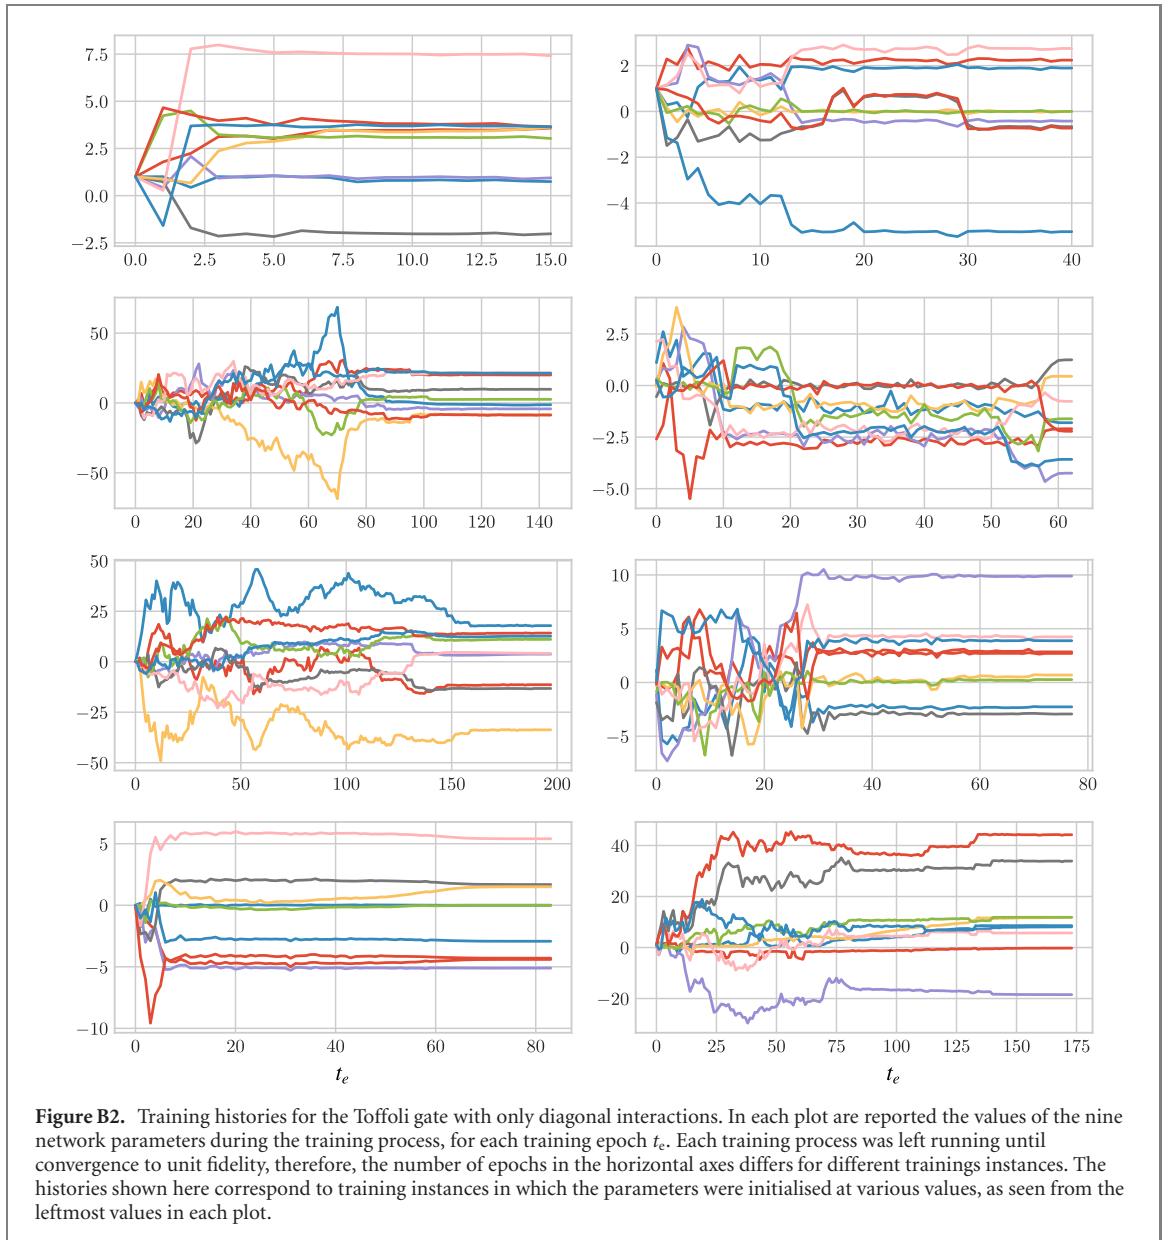 7.5
5.0
2.5
0.0
−2.5
0.0 2.5 5.0 7.5 10.0 12.5 15.0
2
0
−2
−4
0 10 20 30 40
50
0
−50
0 20 40 60 80 100 120 140
2.5
0.0
−2.5
−5.0
0 10 20 30 40 50 60
50
25
0
−25
−50
0 50 100 150 200
10
5
0
−5
0 20 40 60 80
5
0
−5
−10
0 20 40 60 80
t_e
40
20
0
−20
0 25 50 75 100 125 150 175
t_e
Figure B2. Training histories for the Toffoli gate with only diagonal interactions. In each plot are reported the values of the nine
network parameters during the training process, for each training epoch t_e. Each training process was left running until
convergence to unit fidelity, therefore, the number of epochs in the horizontal axes differs for different trainings instances. The
histories shown here correspond to training instances in which the parameters were initialised at various values, as seen from the
leftmost values in each plot.